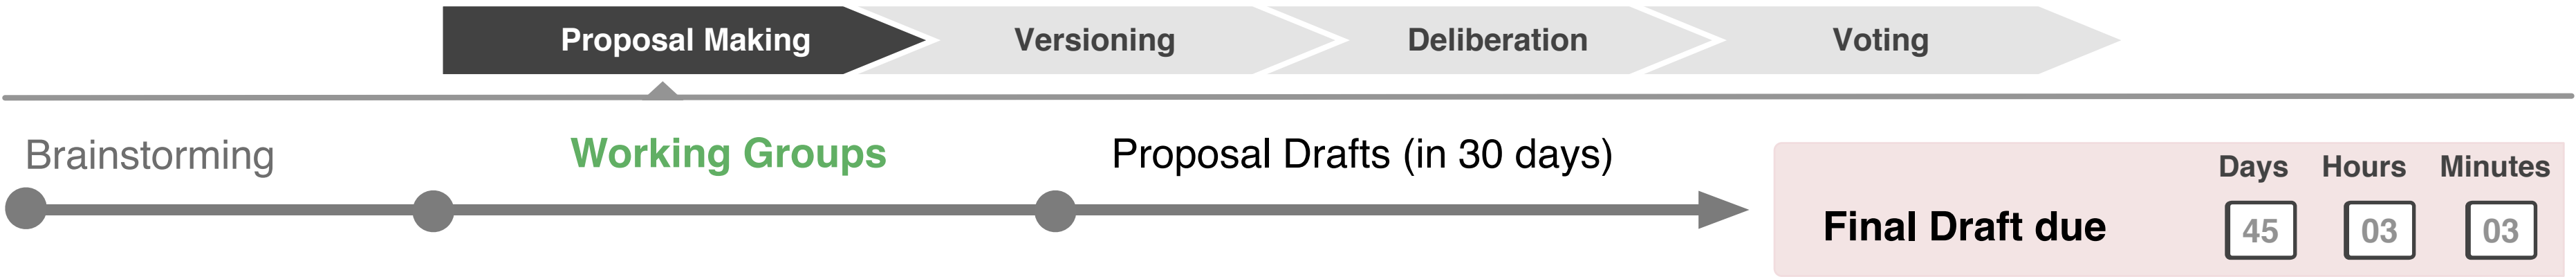 Proposal Making Versioning Deliberation Voting
Brainstorming Working Groups Proposal Drafts (in 30 days)
Days Hours Minutes
Final Draft due 45 03 03